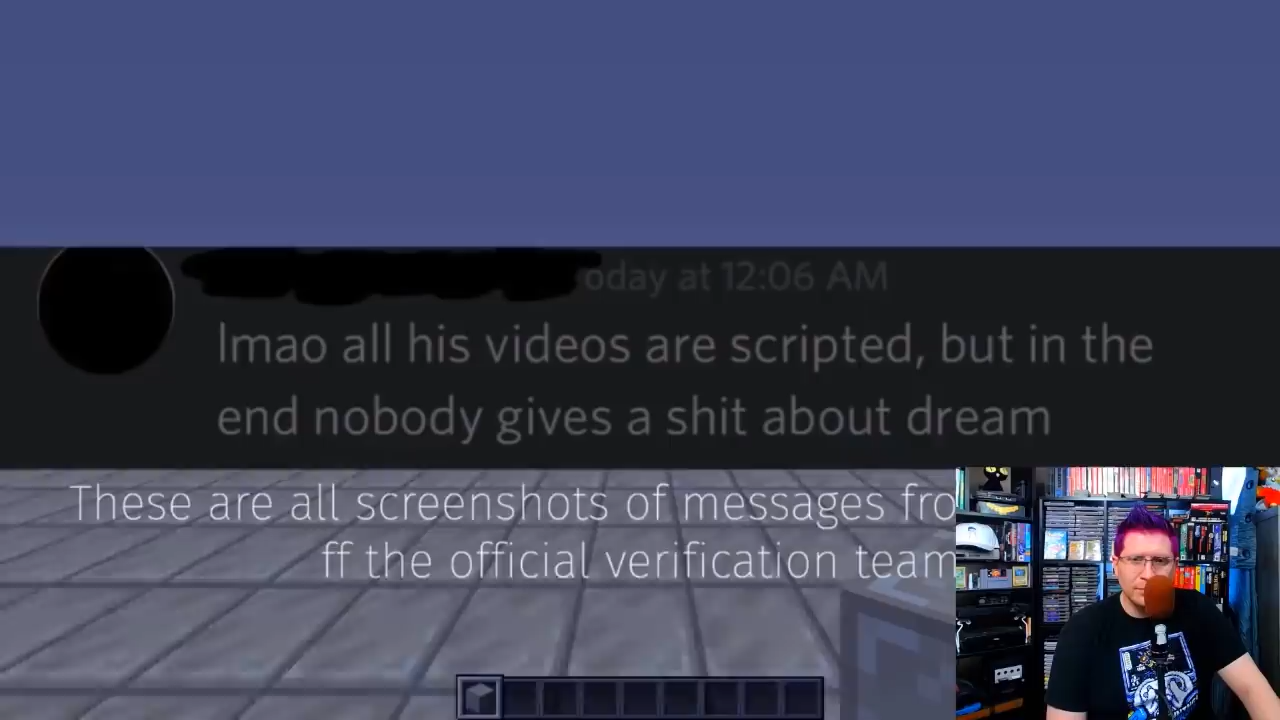 oday at 12:06 AM
lmao all his videos are scripted, but in the
end nobody gives a shit about dream
These are all screenshots of messages fro
ff the official verification team